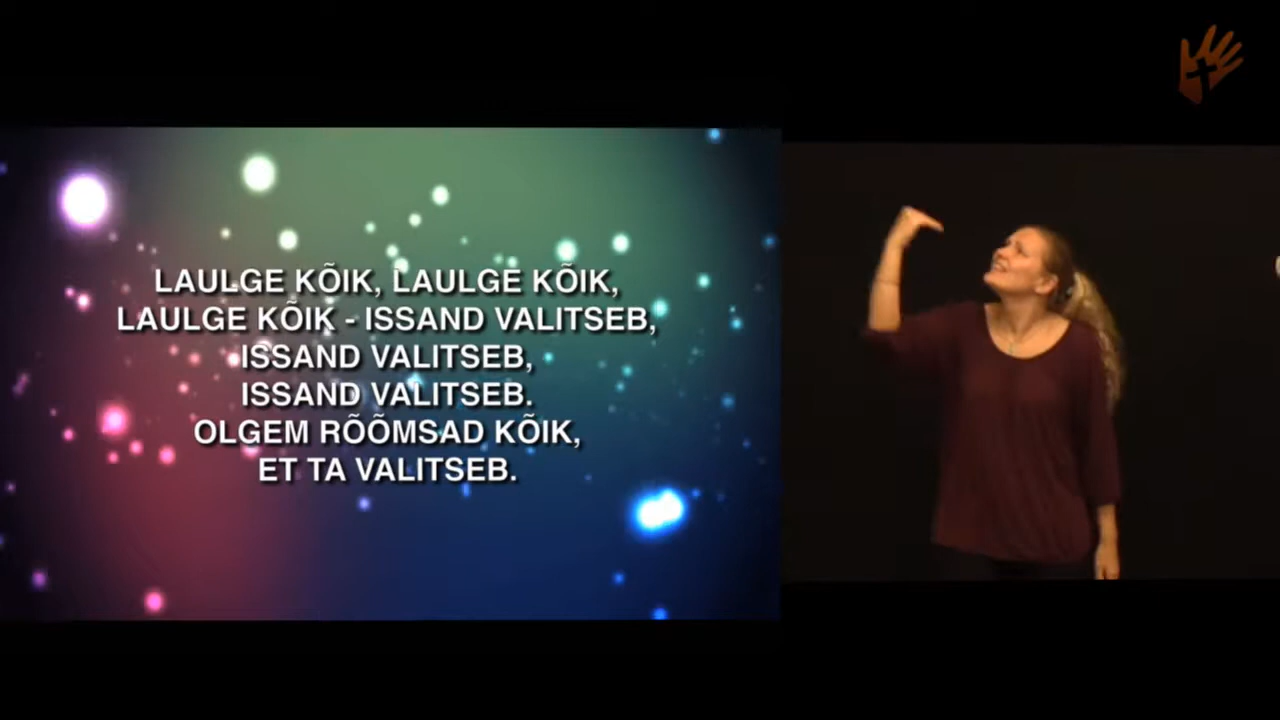 LAULGE KÕIK, LAULGE KÕIK,
LAULGE KÕIK - ISSAND VALITSEB,
ISSAND VALITSEB,
ISSAND VALITSEB.
OLGEM RÕÕMSAD KÕIK,
ET TA VALITSEB.